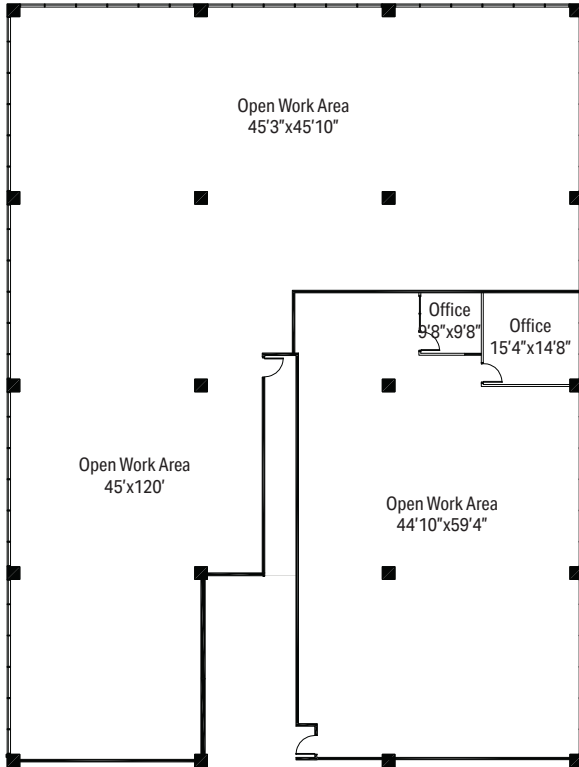 Open Work Area
45'3"x45'10"
Office
9'8"x9'8"
Office
15'4"x14'8"
Open Work Area
45'x120'
Open Work Area
44'10"x59'4"